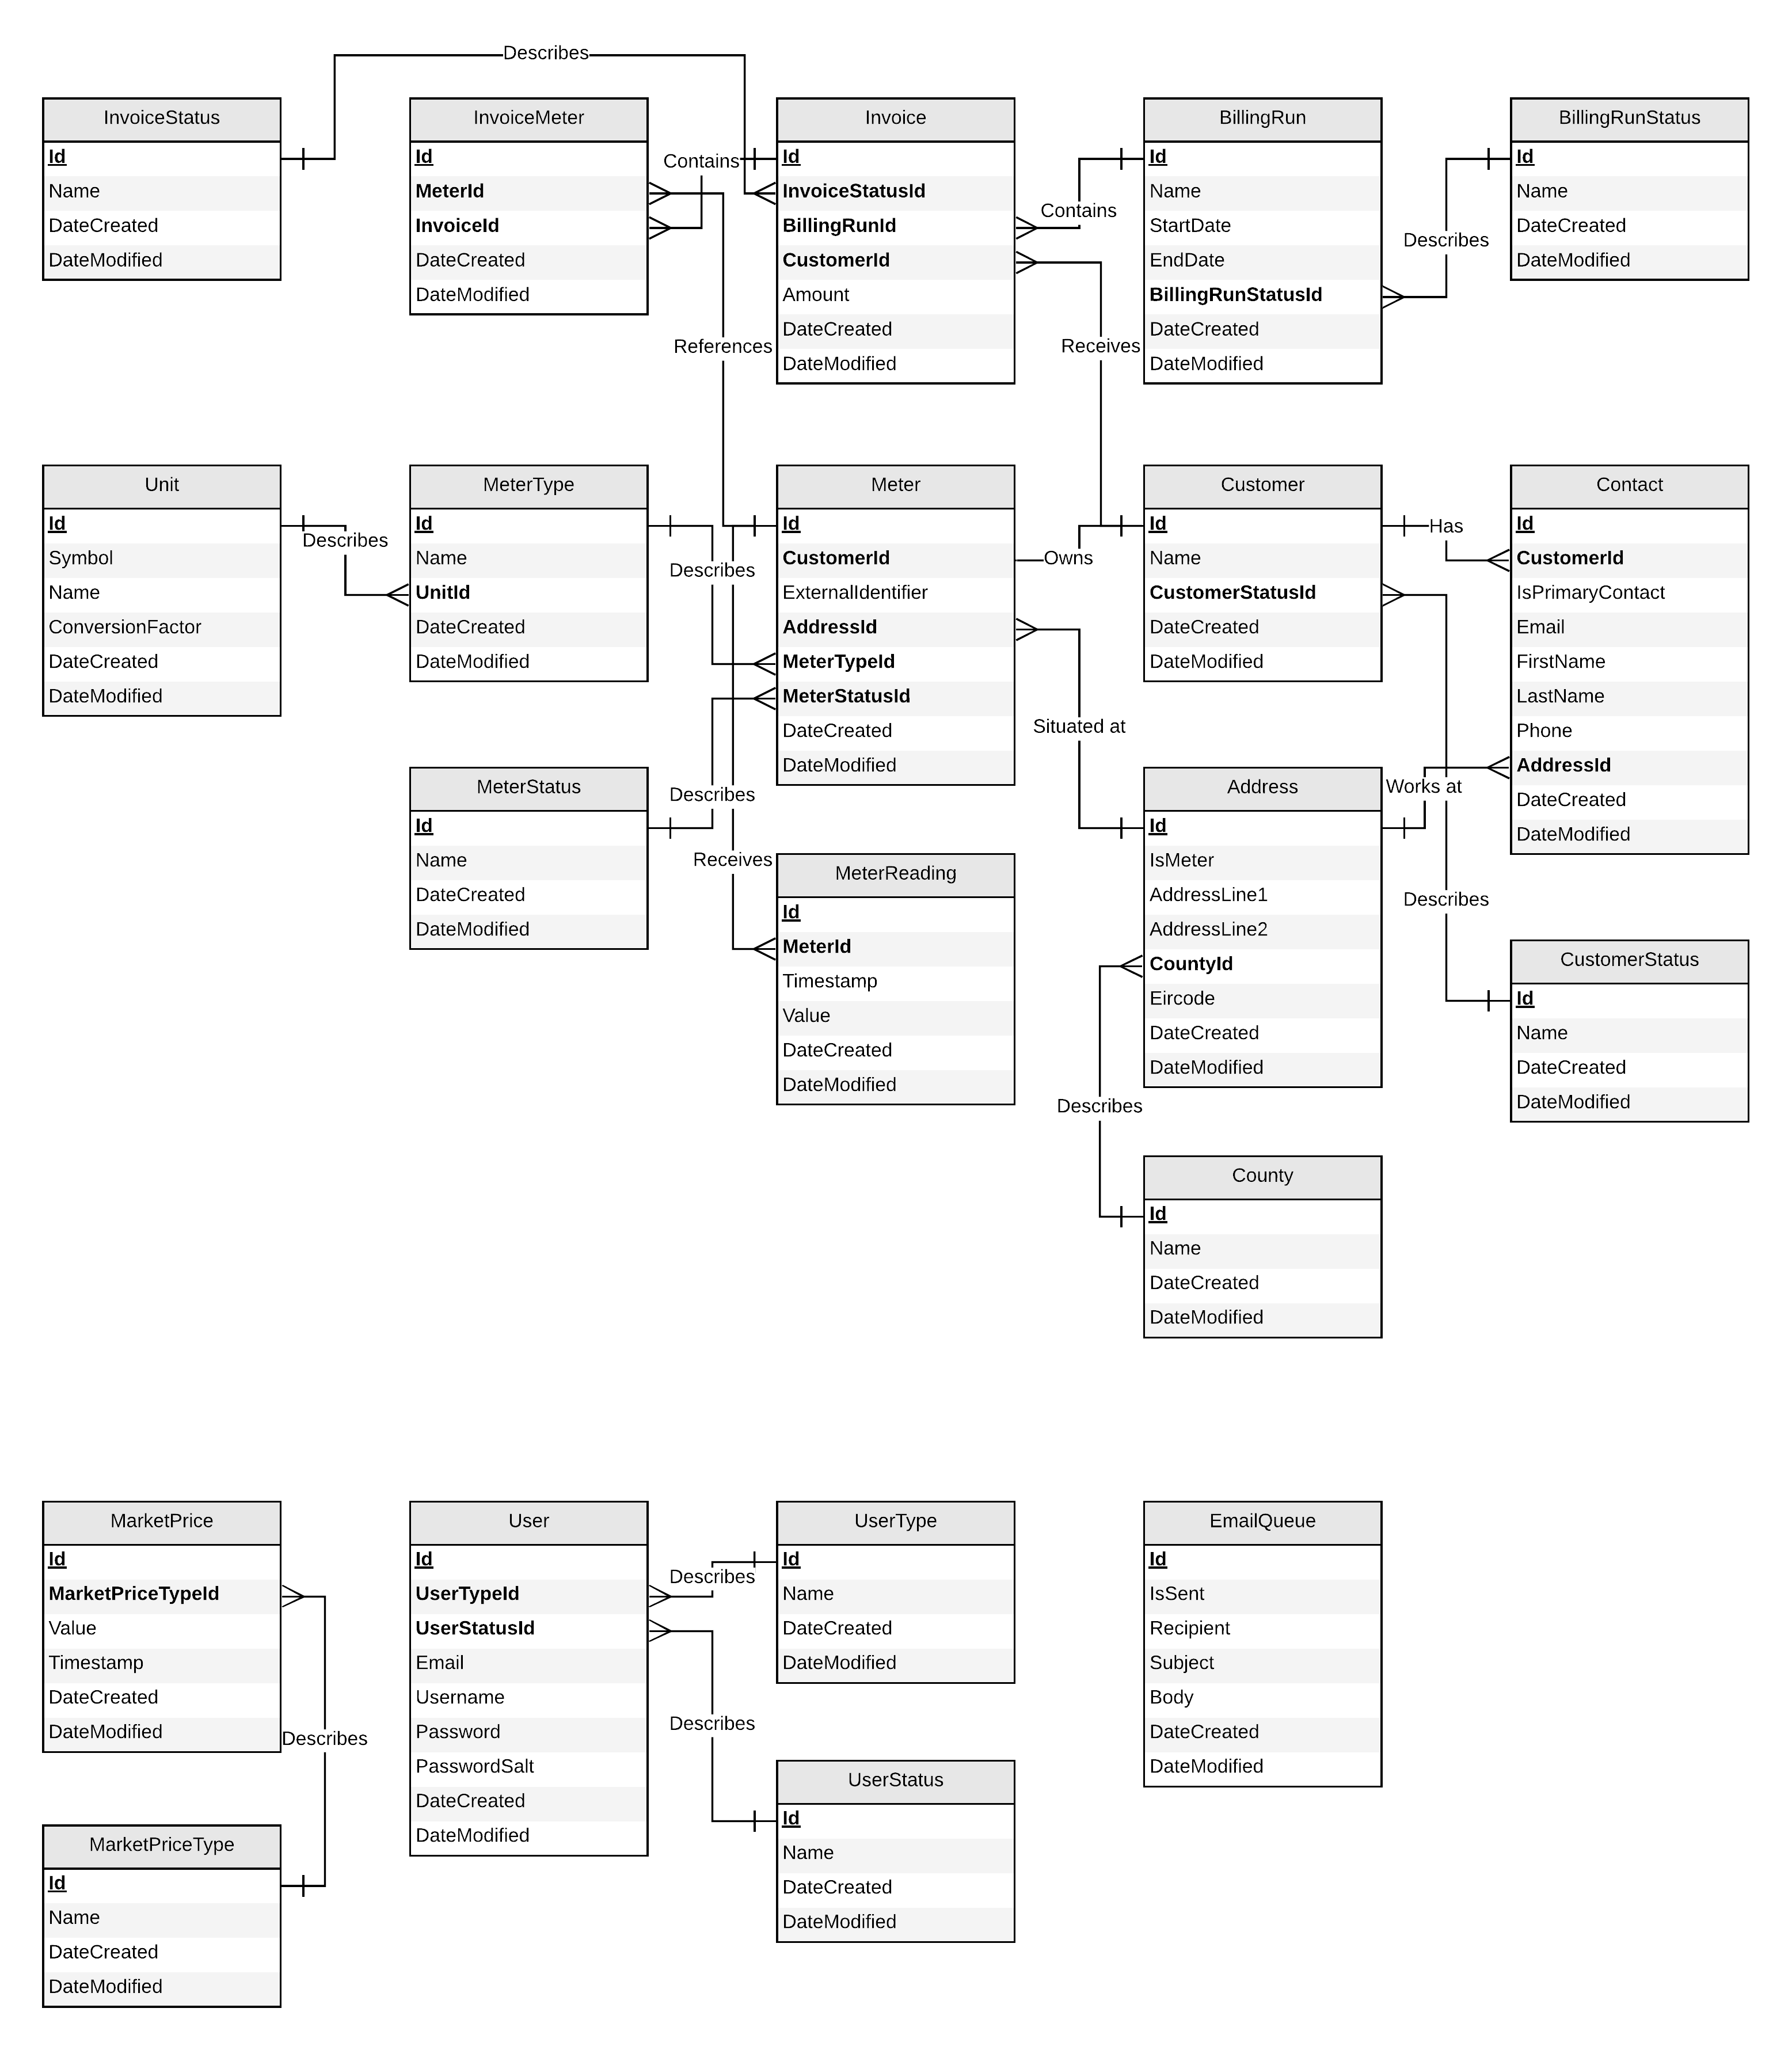 Describes
InvoiceStatus
Id
Name
DateCreated
DateModified
InvoiceMeter
Id
MeterId
InvoiceId
DateCreated
DateModified
Contains
References
Invoice
Id
InvoiceStatusId
BillingRunId
CustomerId
Amount
DateCreated
DateModified
Contains
Receives
BillingRun
Id
Name
StartDate
EndDate
BillingRunStatusId
DateCreated
DateModified
Describes
BillingRunStatus
Id
Name
DateCreated
DateModified
Unit
Id
Symbol
Name
ConversionFactor
DateCreated
DateModified
Describes
MeterType
Id
Name
UnitId
DateCreated
DateModified
Describes
Meter
Id
CustomerId
ExternalIdentifier
AddressId
MeterTypeId
MeterStatusId
DateCreated
DateModified
Owns
Situated at
Customer
Id
Name
CustomerStatusId
DateCreated
DateModified
Has
Contact
Id
CustomerId
IsPrimaryContact
Email
FirstName
LastName
Phone
AddressId
DateCreated
DateModified
MeterStatus
Id
Name
DateCreated
DateModified
Describes
Receives
MeterReading
Id
MeterId
Timestamp
Value
DateCreated
DateModified
Address
Id
IsMeter
AddressLine1
AddressLine2
CountyId
Eircode
DateCreated
DateModified
Works at
Describes
CustomerStatus
Id
Name
DateCreated
DateModified
Describes
County
Id
Name
DateCreated
DateModified
MarketPrice
Id
MarketPriceTypeId
Value
Timestamp
DateCreated
DateModified
Describes
MarketPriceType
Id
Name
DateCreated
DateModified
User
Id
UserTypeId
UserStatusId
Email
Username
Password
PasswordSalt
DateCreated
DateModified
Describes
Describes
UserType
Id
Name
DateCreated
DateModified
UserStatus
Id
Name
DateCreated
DateModified
EmailQueue
Id
IsSent
Recipient
Subject
Body
DateCreated
DateModified